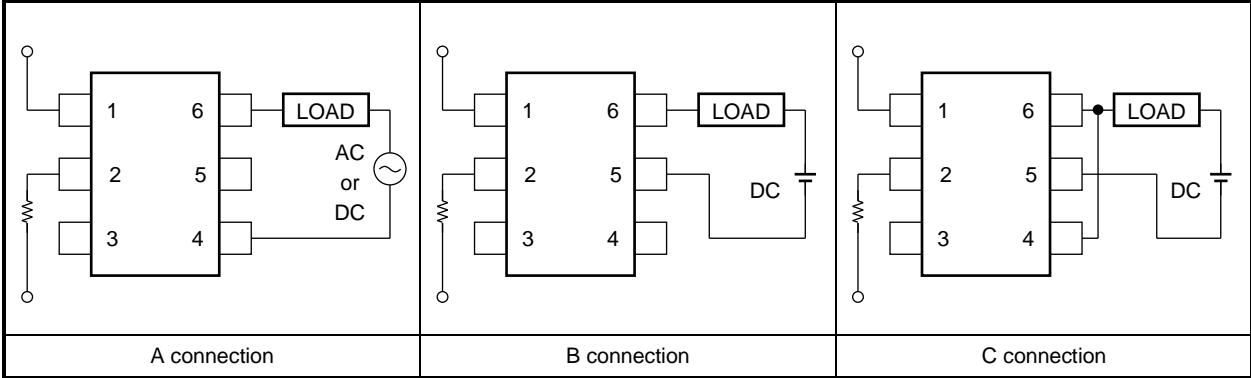 1 6 LOAD
2 5
3 4
AC
or
DC
A connection
1 6 LOAD
2 5
3 4
DC
B connection
1 6 LOAD
2 5
3 4
DC
C connection